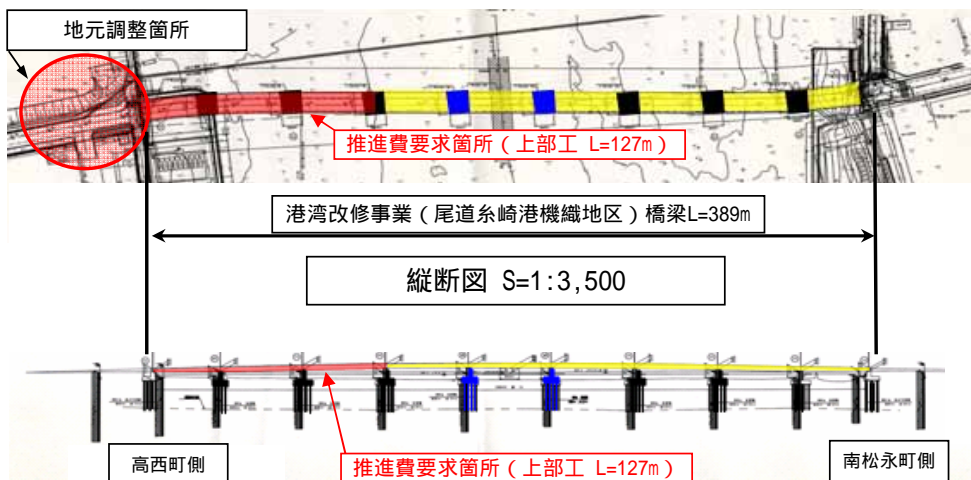 地元調整箇所
推進費要求箇所（上部工 L=127m）
港湾改修事業（尾道糸崎港機織地区）橋梁L=389m
縦断図 S=1:3,500
高西町側
推進費要求箇所（上部工 L=127m）
南松永町側